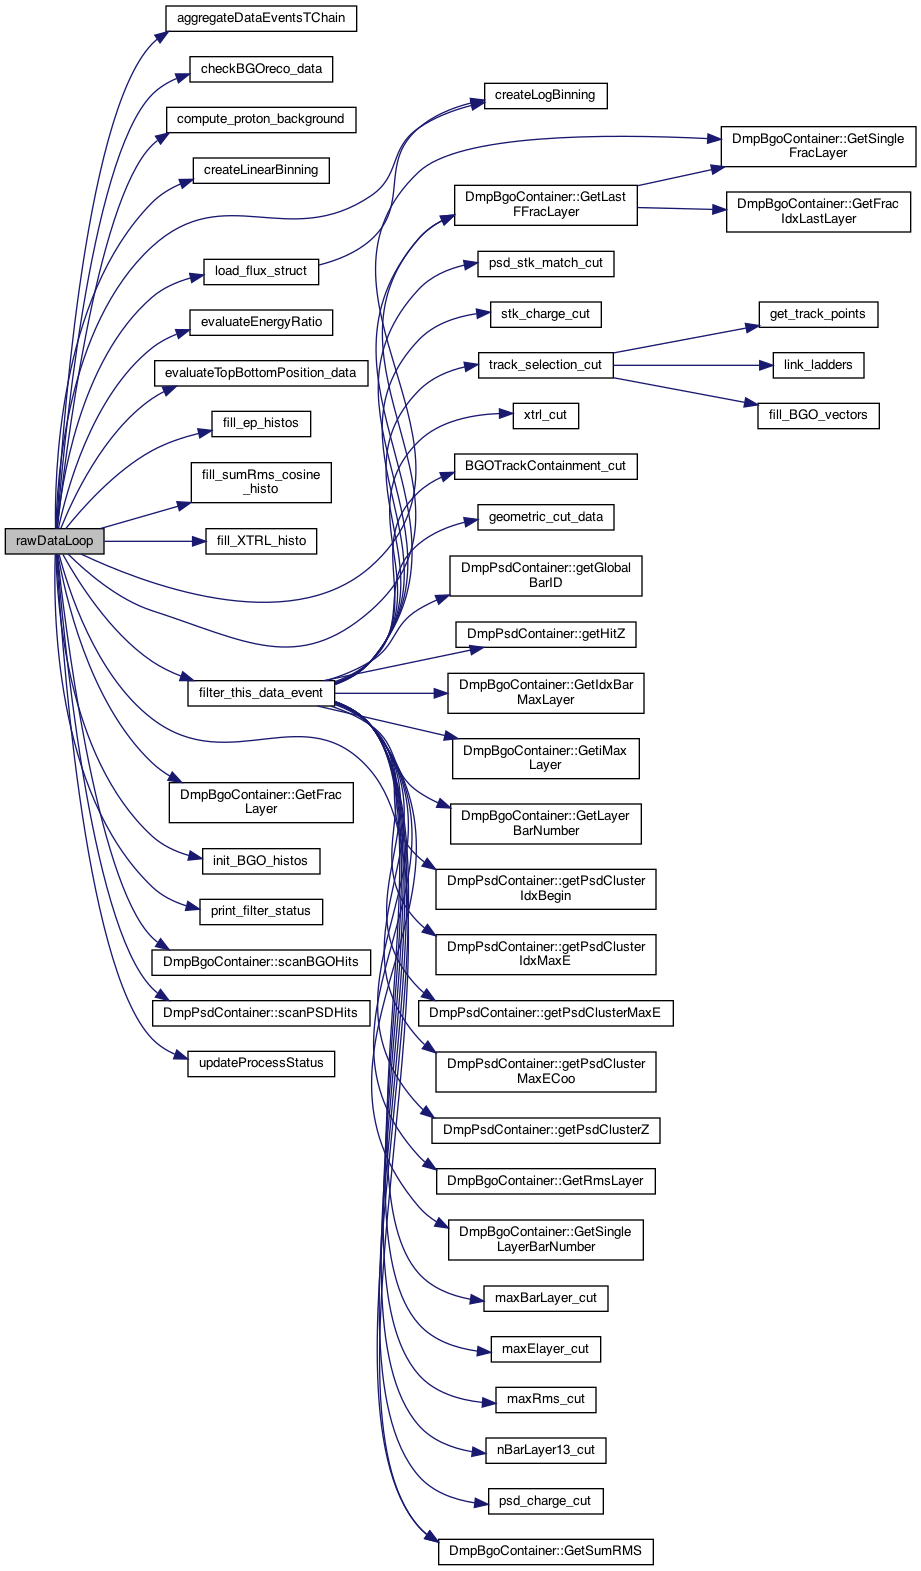 rawDataLoop
aggregateDataEventsTChain
checkBGOreco_data
compute_proton_background
createLinearBinning
load_flux_struct
evaluateEnergyRatio
evaluateTopBottomPosition_data
fill_ep_histos
fill_sumRms_cosine
_histo
fill_XTRL_histo
filter_this_data_event
DmpBgoContainer::GetFrac
Layer
init_BGO_histos
print_filter_status
DmpBgoContainer::scanBGOHits
DmpPsdContainer::scanPSDHits
updateProcessStatus
createLogBinning
DmpBgoContainer::GetLast
FFracLayer
psd_stk_match_cut
stk_charge_cut
track_selection_cut
xtrl_cut
BGOTrackContainment_cut
geometric_cut_data
DmpPsdContainer::getGlobal
BarID
DmpPsdContainer::getHitZ
DmpBgoContainer::GetIdxBar
MaxLayer
DmpBgoContainer::GetiMax
Layer
DmpBgoContainer::GetLayer
BarNumber
DmpPsdContainer::getPsdCluster
IdxBegin
DmpPsdContainer::getPsdCluster
IdxMaxE
DmpPsdContainer::getPsdClusterMaxE
DmpPsdContainer::getPsdCluster
MaxECoo
DmpPsdContainer::getPsdClusterZ
DmpBgoContainer::GetRmsLayer
DmpBgoContainer::GetSingle
LayerBarNumber
maxBarLayer_cut
maxElayer_cut
maxRms_cut
nBarLayer13_cut
psd_charge_cut
DmpBgoContainer::GetSumRMS
DmpBgoContainer::GetSingle
FracLayer
DmpBgoContainer::GetFrac
IdxLastLayer
get_track_points
link_ladders
fill_BGO_vectors